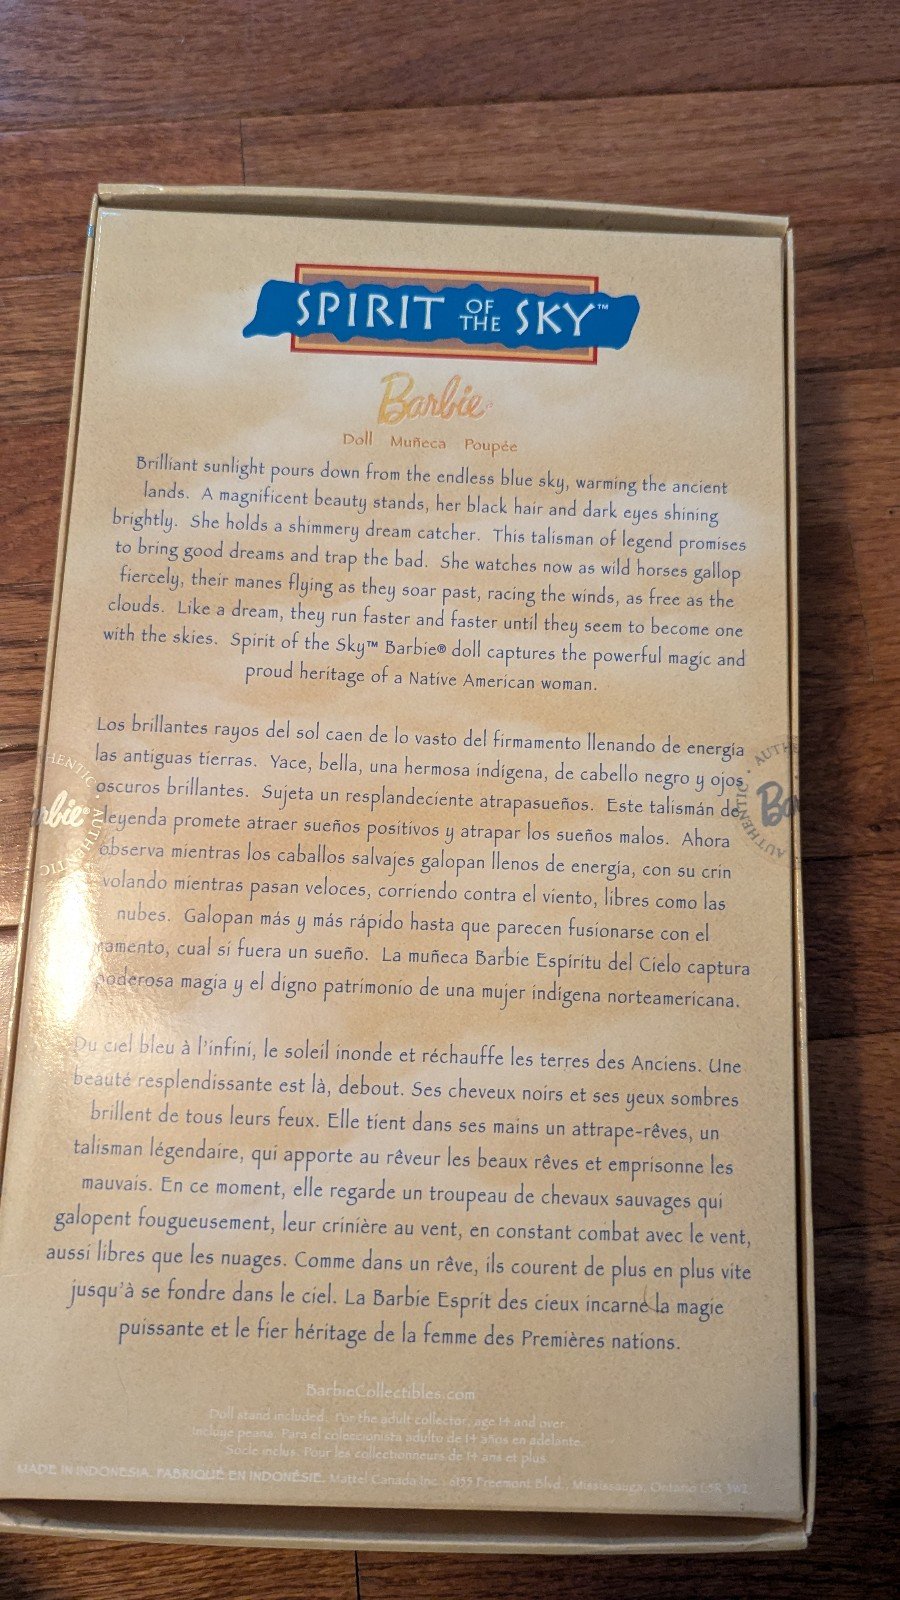 SPIRIT OF THE SKY™
Barbie®
Doll Muñeca Poupée
Brilliant sunlight pours down from the endless blue sky, warming the ancient
lands. A magnificent beauty stands, her black hair and dark eyes shining
brightly. She holds a shimmery dream catcher. This talisman of legend promises
to bring good dreams and trap the bad. She watches now as wild horses gallop
fiercely, their manes flying as they soar past, racing the winds, as free as the
clouds. Like a dream, they run faster and faster until they seem to become one
with the skies. Spirit of the Sky™ Barbie® doll captures the powerful magic and
proud heritage of a Native American woman.
Los brillantes rayos del sol caen de lo vasto del firmamento llenando de energía
las antiguas tierras. Yace, bella, una hermosa indígena, de cabello negro y ojos
oscuros brillantes. Sujeta un resplandeciente atrapasueños. Este talismán de
leyenda promete atraer sueños positivos y atrapar los sueños malos. Ahora
observa mientras los caballos salvajes galopan llenos de energía, con su crin
volando mientras pasan veloces, corriendo contra el viento, libres como las
nubes. Galopan más y más rápido hasta que parecen fusionarse con el
amento, cual si fuera un sueño. La muñeca Barbie Espíritu del Cielo captura
poderosa magia y el digno patrimonio de una mujer indígena norteamericana.
Du ciel bleu à l'infini, le soleil inonde et réchauffe les terres des Anciens. Une
beauté resplendissante est là, debout. Ses cheveux noirs et ses yeux sombres
brillent de tous leurs feux. Elle tient dans ses mains un attrape-rêves, un
talisman légendaire, qui apporte au rêveur les beaux rêves et emprisonne les
mauvais. En ce moment, elle regarde un troupeau de chevaux sauvages qui
galopent fougueusement, leur crinière au vent, en constant combat avec le vent,
aussi libres que les nuages. Comme dans un rêve, ils courent de plus en plus vite
jusqu'à se fondre dans le ciel. La Barbie Esprit des cieux incarne la magie
puissante et le fier héritage de la femme des Premières nations.
AUTHENTIC
Barbie®
AUTHENTIC
BarbieCollectibles.com
Doll stand included. For the adult collector, age 14 and over.
Incluye peana. Para el coleccionista adulto de 14 años en adelante.
Socle inclus. Pour les collectionneurs de 14 ans et plus.
MADE IN INDONESIA. FABRIQUÉ EN INDONÉSIE. Mattel Canada Inc., 6155 Freemont Blvd., Mississauga, Ontario L5R 3W2.